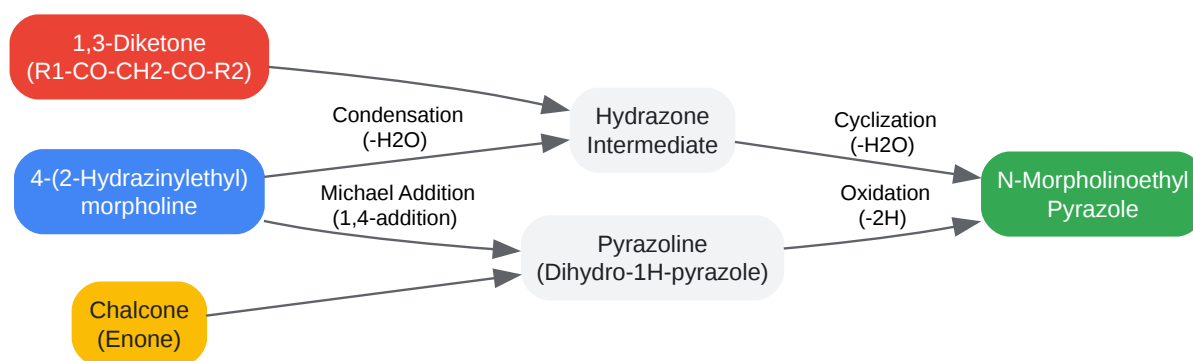 1,3-Diketone
(R1-CO-CH2-CO-R2)
4-(2-Hydrazinylethyl)
morpholine
Chalcone
(Enone)
Condensation
(-H2O)
Michael Addition
(1,4-addition)
Hydrazone
Intermediate
Pyrazoline
(Dihydro-1H-pyrazole)
Cyclization
(-H2O)
Oxidation
(-2H)
N-Morpholinoethyl
Pyrazole